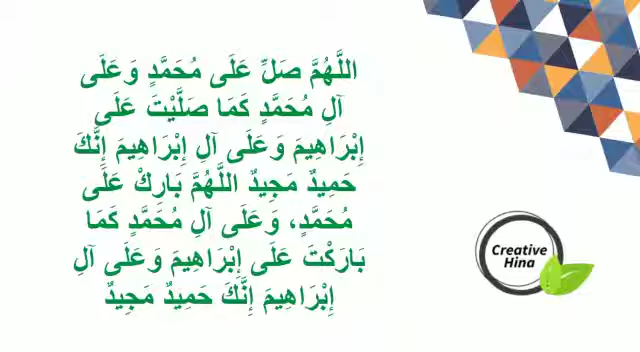 اللَّهُمَّ صَلِّ عَلَى مُحَمَّدٍ وَعَلَى
آلِ مُحَمَّدٍ كَمَا صَلَّيْتَ عَلَى
إِبْرَاهِيمَ وَعَلَى آلِ إِبْرَاهِيمَ إِنَّكَ
حَمِيدٌ مَجِيدٌ اللَّهُمَّ بَارِكْ عَلَى
مُحَمَّدٍ، وَعَلَى آلِ مُحَمَّدٍ كَمَا
بَارَكْتَ عَلَى إِبْرَاهِيمَ وَعَلَى آلِ
إِبْرَاهِيمَ إِنَّكَ حَمِيدٌ مَجِيدٌ
Creative
Hina